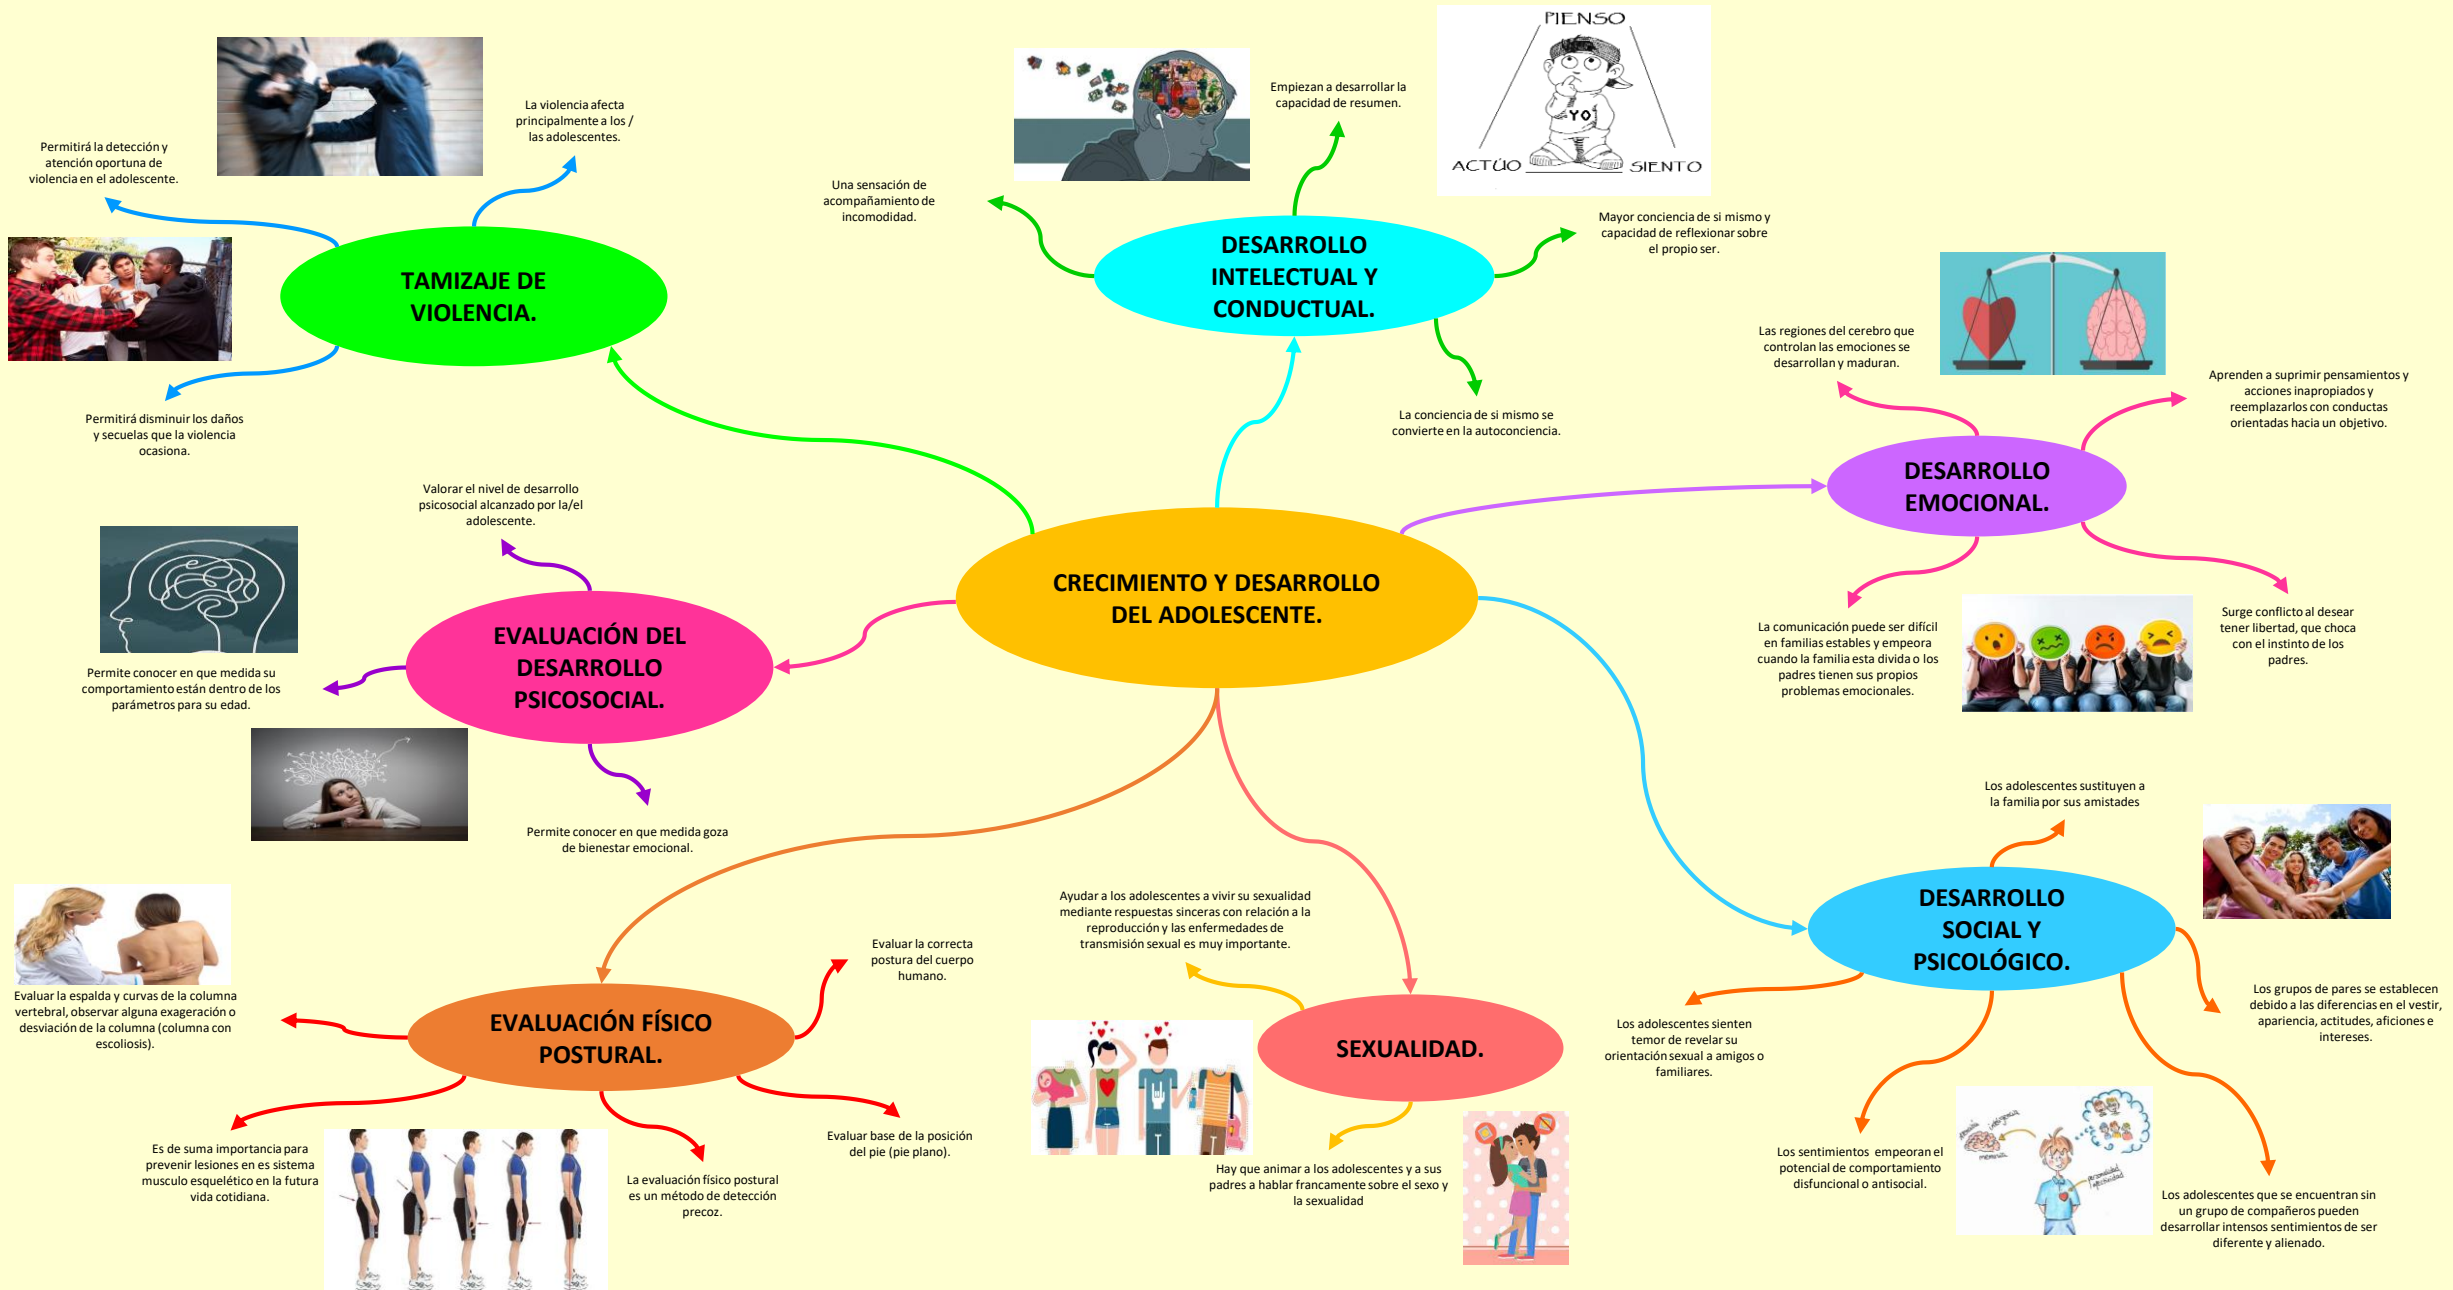 CRECIMIENTO Y DESARROLLO
DEL ADOLESCENTE.
TAMIZAJE DE
VIOLENCIA.
Permitirá la detección y
atención oportuna de
violencia en el adolescente.
La violencia afecta
principalmente a los /
las adolescentes.
Permitirá disminuir los daños
y secuelas que la violencia
ocasiona.
DESARROLLO
INTELECTUAL Y
CONDUCTUAL.
Una sensación de
acompañamiento de
incomodidad.
Empiezan a desarrollar la
capacidad de resumen.
PIENSO
YO
ACTÚO
SIENTO
Mayor conciencia de si mismo y
capacidad de reflexionar sobre
el propio ser.
La conciencia de si mismo se
convierte en la autoconciencia.
DESARROLLO
EMOCIONAL.
Las regiones del cerebro que
controlan las emociones se
desarrollan y maduran.
Aprenden a suprimir pensamientos y
acciones inapropiados y
reemplazarlos con conductas
orientadas hacia un objetivo.
La comunicación puede ser difícil
en familias estables y empeora
cuando la familia esta divida o los
padres tienen sus propios
problemas emocionales.
Surge conflicto al desear
tener libertad, que choca
con el instinto de los
padres.
EVALUACIÓN DEL
DESARROLLO
PSICOSOCIAL.
Valorar el nivel de desarrollo
psicosocial alcanzado por la/el
adolescente.
Permite conocer en que medida su
comportamiento están dentro de los
parámetros para su edad.
Permite conocer en que medida goza
de bienestar emocional.
DESARROLLO
SOCIAL Y
PSICOLÓGICO.
Los adolescentes sustituyen a
la familia por sus amistades
Los grupos de pares se establecen
debido a las diferencias en el vestir,
apariencia, actitudes, aficiones e
intereses.
Los adolescentes sienten
temor de revelar su
orientación sexual a amigos o
familiares.
Los sentimientos empeoran el
potencial de comportamiento
disfuncional o antisocial.
Los adolescentes que se encuentran sin
un grupo de compañeros pueden
desarrollar intensos sentimientos de ser
diferente y alienado.
memoria
EVALUACIÓN FÍSICO
POSTURAL.
Evaluar la espalda y curvas de la columna
vertebral, observar alguna exageración o
desviación de la columna (columna con
escoliosis).
Evaluar la correcta
postura del cuerpo
humano.
Es de suma importancia para
prevenir lesiones en es sistema
musculo esquelético en la futura
vida cotidiana.
La evaluación físico postural
es un método de detección
precoz.
Evaluar base de la posición
del pie (pie plano).
SEXUALIDAD.
Ayudar a los adolescentes a vivir su sexualidad
mediante respuestas sinceras con relación a la
reproducción y las enfermedades de
transmisión sexual es muy importante.
Hay que animar a los adolescentes y a sus
padres a hablar francamente sobre el sexo y
la sexualidad